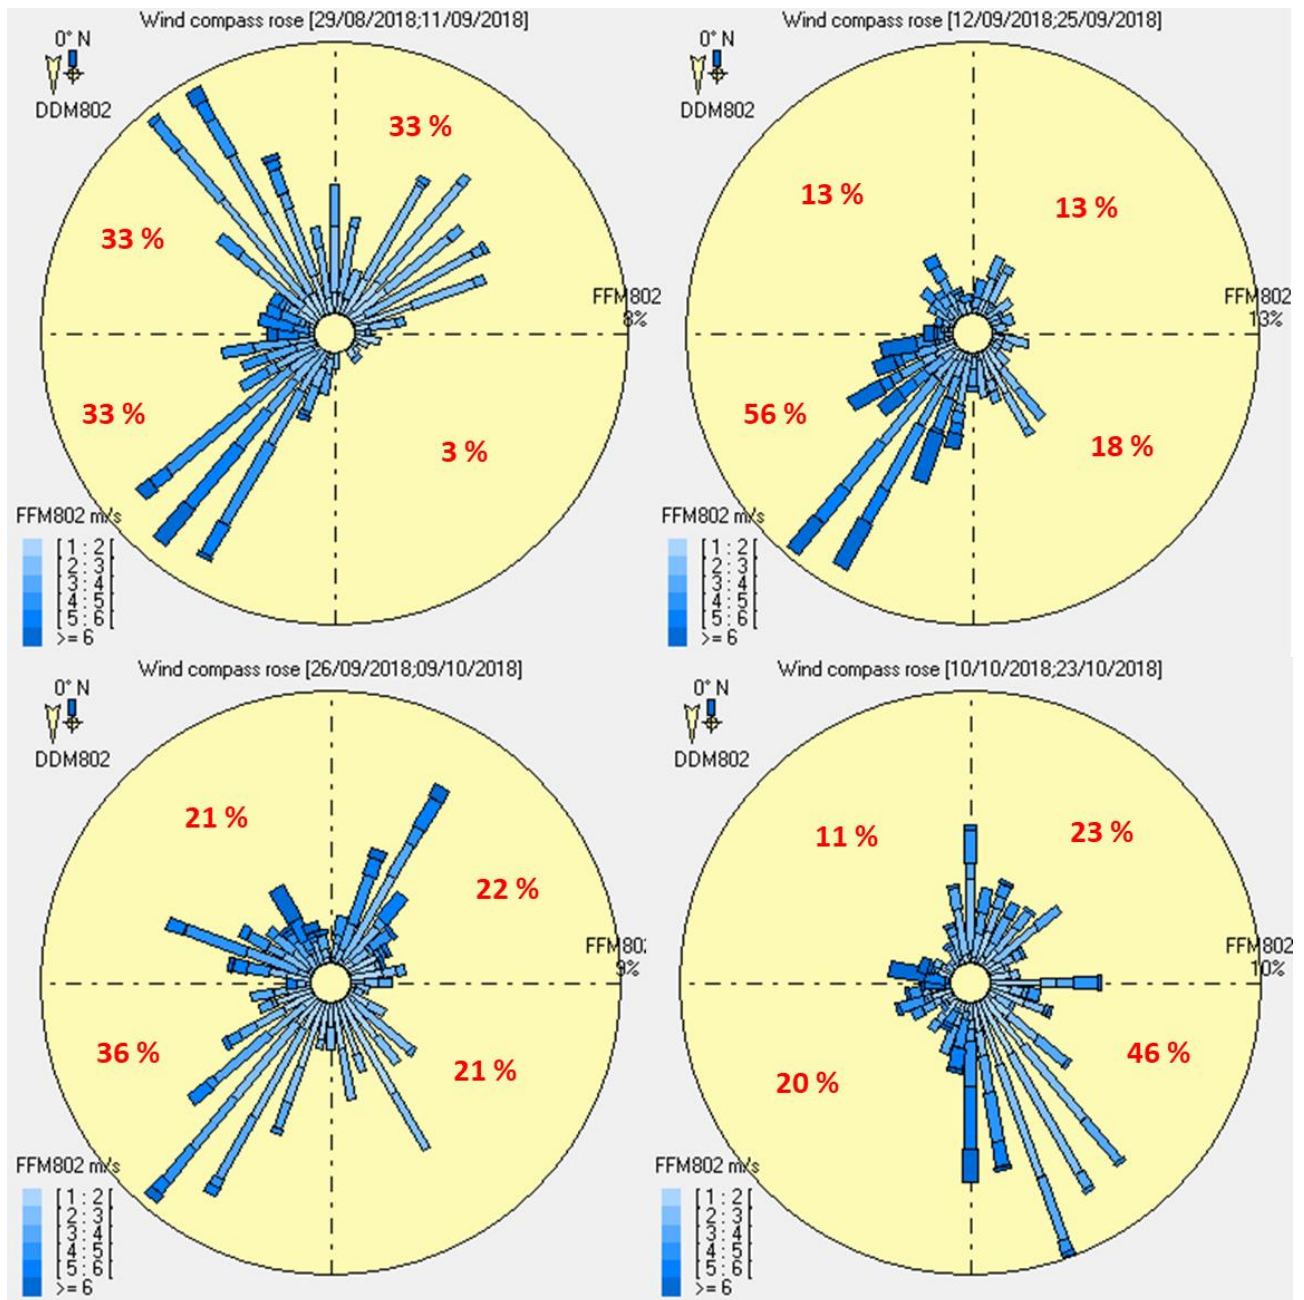 Wind compass rose [29/08/2018;11/09/2018]
0° N
DDM802
33 %
33 %
FFM802
8%
33 %
3 %
FFM802 m/s
[ 1 : 2 [
[ 2 : 3 [
[ 3 : 4 [
[ 4 : 5 [
[ 5 : 6 [
>= 6
Wind compass rose [12/09/2018;25/09/2018]
0° N
DDM802
13 %
13 %
FFM802
13%
56 %
18 %
FFM802 m/s
[ 1 : 2 [
[ 2 : 3 [
[ 3 : 4 [
[ 4 : 5 [
[ 5 : 6 [
>= 6
Wind compass rose [26/09/2018;09/10/2018]
0° N
DDM802
21 %
22 %
FFM80
9%
36 %
21 %
FFM802 m/s
[ 1 : 2 [
[ 2 : 3 [
[ 3 : 4 [
[ 4 : 5 [
[ 5 : 6 [
>= 6
Wind compass rose [10/10/2018;23/10/2018]
0° N
DDM802
11 %
23 %
FFM802
10%
20 %
46 %
FFM802 m/s
[ 1 : 2 [
[ 2 : 3 [
[ 3 : 4 [
[ 4 : 5 [
[ 5 : 6 [
>= 6